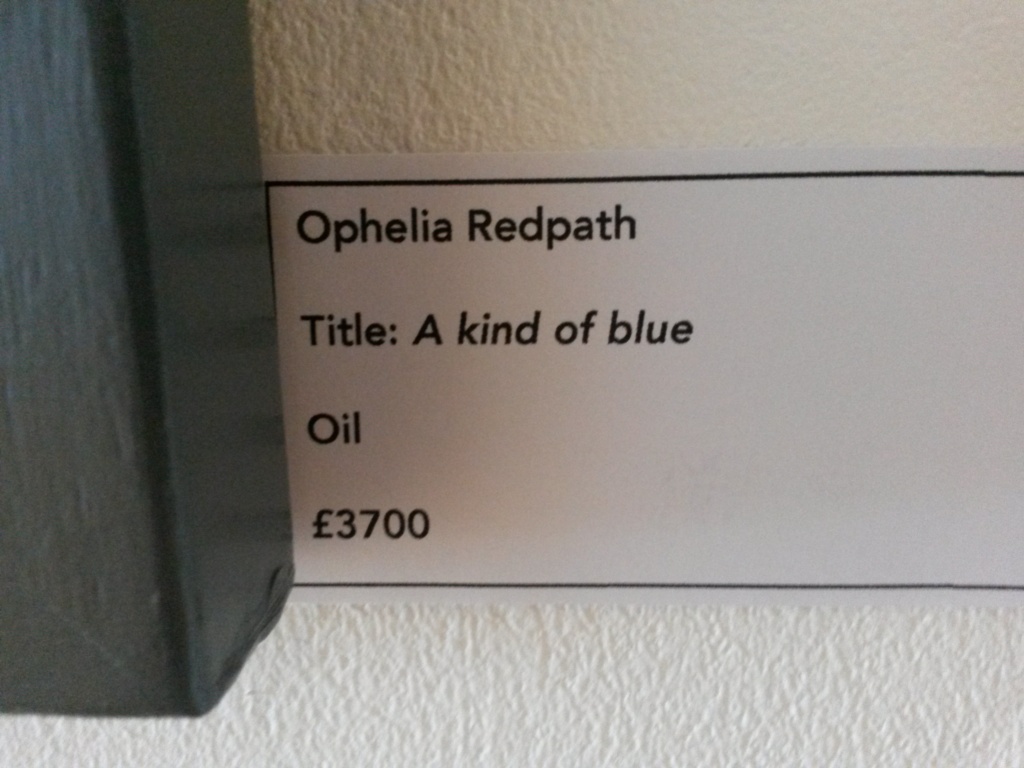 Ophelia Redpath
Title: A kind of blue
Oil
£3700